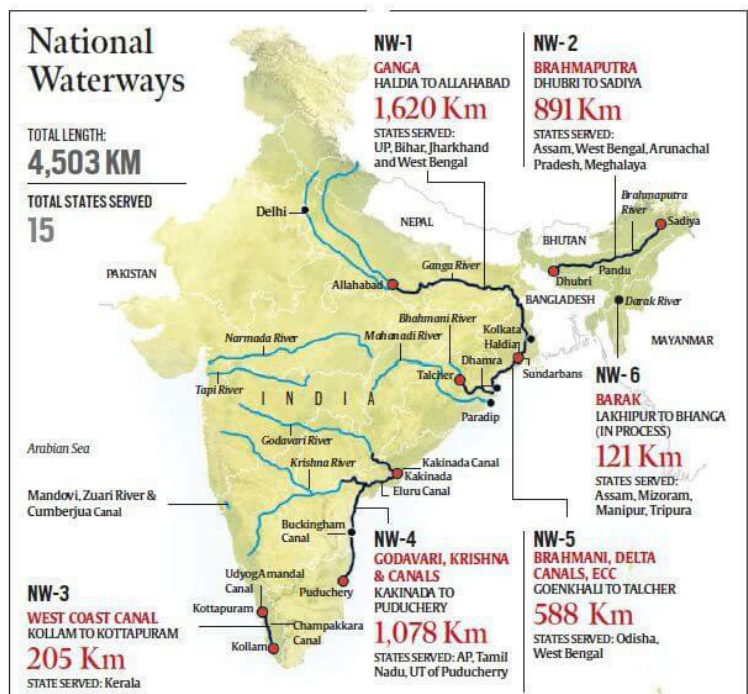 National
Waterways
TOTAL LENGTH:
4,503 KM
TOTAL STATES SERVED
15
NW-1
GANGA
HALDIA TO ALLAHABAD
1,620 Km
STATES SERVED:
UP, Bihar, Jharkhand
and West Bengal
NW-2
BRAHMAPUTRA
DHUBRI TO SADIYA
891 Km
STATES SERVED:
Assam, West Bengal, Arunachal
Pradesh, Meghalaya
Brahmaputra
River
Sadiya
Delhi
NEPAL
BHUTAN
PAKISTAN
Ganga River
Pandu
Dhubri
Allahabad
BANGLADESH
Darak River
Bhahmani River
Kolkata
Narmada River
Mahanadi River
Haldia
MAYANMAR
Dhamra
Talcher
Sundarbans
Tapi River
INDIA
Paradip
NW-6
BARAK
LAKHIPUR TO BHANGA
(IN PROCESS)
121 Km
STATES SERVED:
Assam, Mizoram,
Manipur, Tripura
Arabian Sea
Godavari River
Krishna River
Kakinada Canal
Kakinada
Eluru Canal
Mandovi, Zuari River &
Cumberjua Canal
Buckingham
Canal
NW-4
GODAVARI, KRISHNA
& CANALS
KAKINADA TO
PUDUCHERY
1,078 Km
STATES SERVED: AP, Tamil
Nadu, UT of Puducherry
NW-5
BRAHMANI, DELTA
CANALS, ECC
GOENKHALI TO TALCHER
588 Km
STATES SERVED: Odisha,
West Bengal
UdyogAmandal
Canal
Puduchery
Kottapuram
Champakkara
Canal
Kollam
NW-3
WEST COAST CANAL
KOLLAM TO KOTTAPURAM
205 Km
STATE SERVED: Kerala